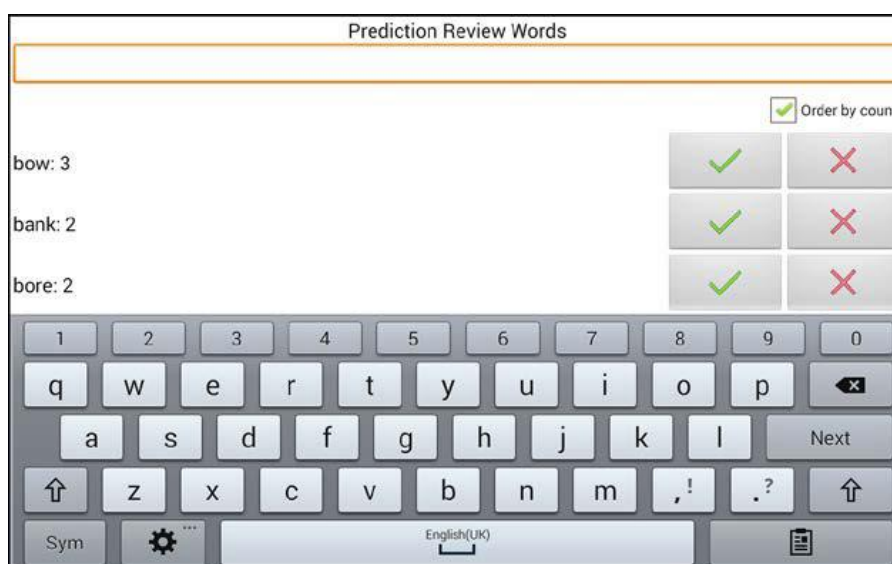 Prediction Review Words
Order by coun
bow: 3
bank: 2
bore: 2
1 2 3 4 5 6 7 8 9 0
q w e r t y u i o p
a s d f g h j k l Next
z x c v b n m , ! . ?
Sym ... English(UK)